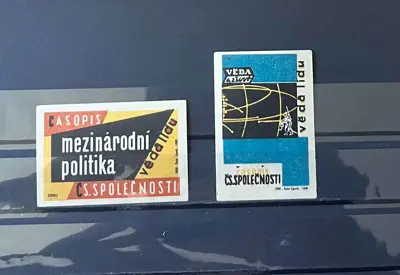 ČASOPIS
mezinárodní
politika
věda lidu
ČS.SPOLEČNOSTI
VĚDA
A ŽIVOT
věda lidu
ČASOPIS
ČS.SPOLEČNOSTI